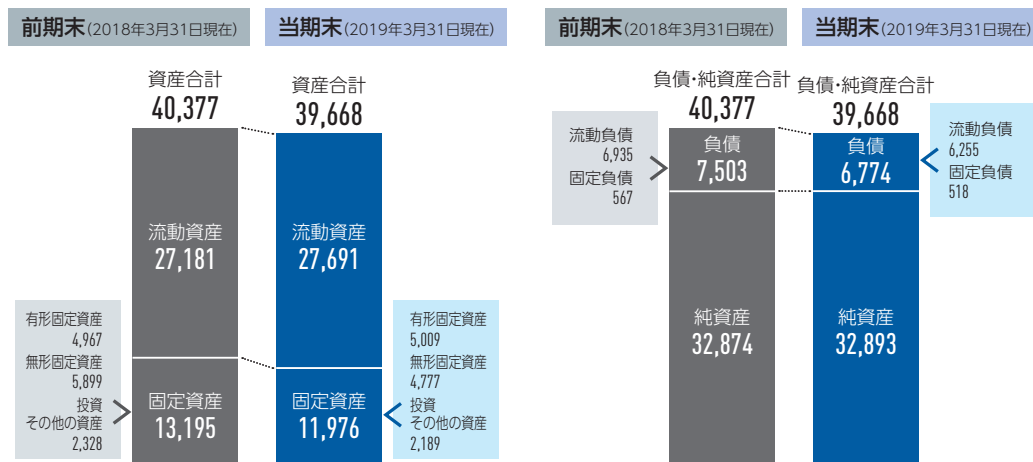 前期末(2018年3月31日現在)
当期末(2019年3月31日現在)
資産合計
40,377
資産合計
39,668
流動資産
27,181
流動資産
27,691
有形固定資産
4,967
無形固定資産
5,899
投資
その他の資産
2,328
固定資産
13,195
固定資産
11,976
有形固定資産
5,009
無形固定資産
4,777
投資
その他の資産
2,189
前期末(2018年3月31日現在)
当期末(2019年3月31日現在)
負債・純資産合計
40,377
負債・純資産合計
39,668
流動負債
6,935
固定負債
567
負債
7,503
負債
6,774
流動負債
6,255
固定負債
518
純資産
32,874
純資産
32,893